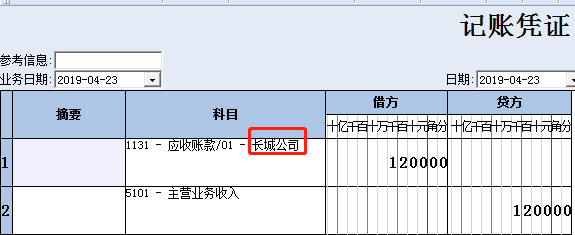 记账凭证
参考信息:
业务日期: 2019-04-23
日期: 2019-04-23
摘要 科目 借方 贷方
十亿千百十万千百十元角分 十亿千百十万千百十元角分
1 1131 - 应收账款/01 - 长城公司 120000
2 5101 - 主营业务收入 120000